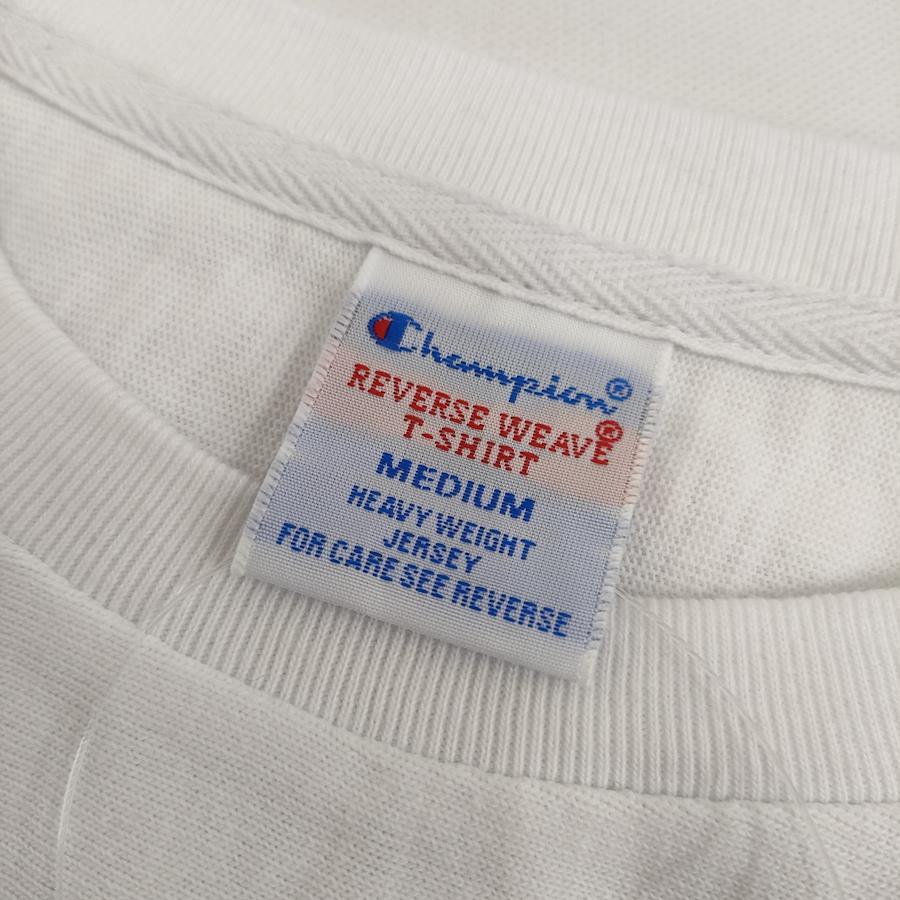 Champion®
REVERSE WEAVE®
T-SHIRT
MEDIUM
HEAVY WEIGHT
JERSEY
FOR CARE SEE REVERSE